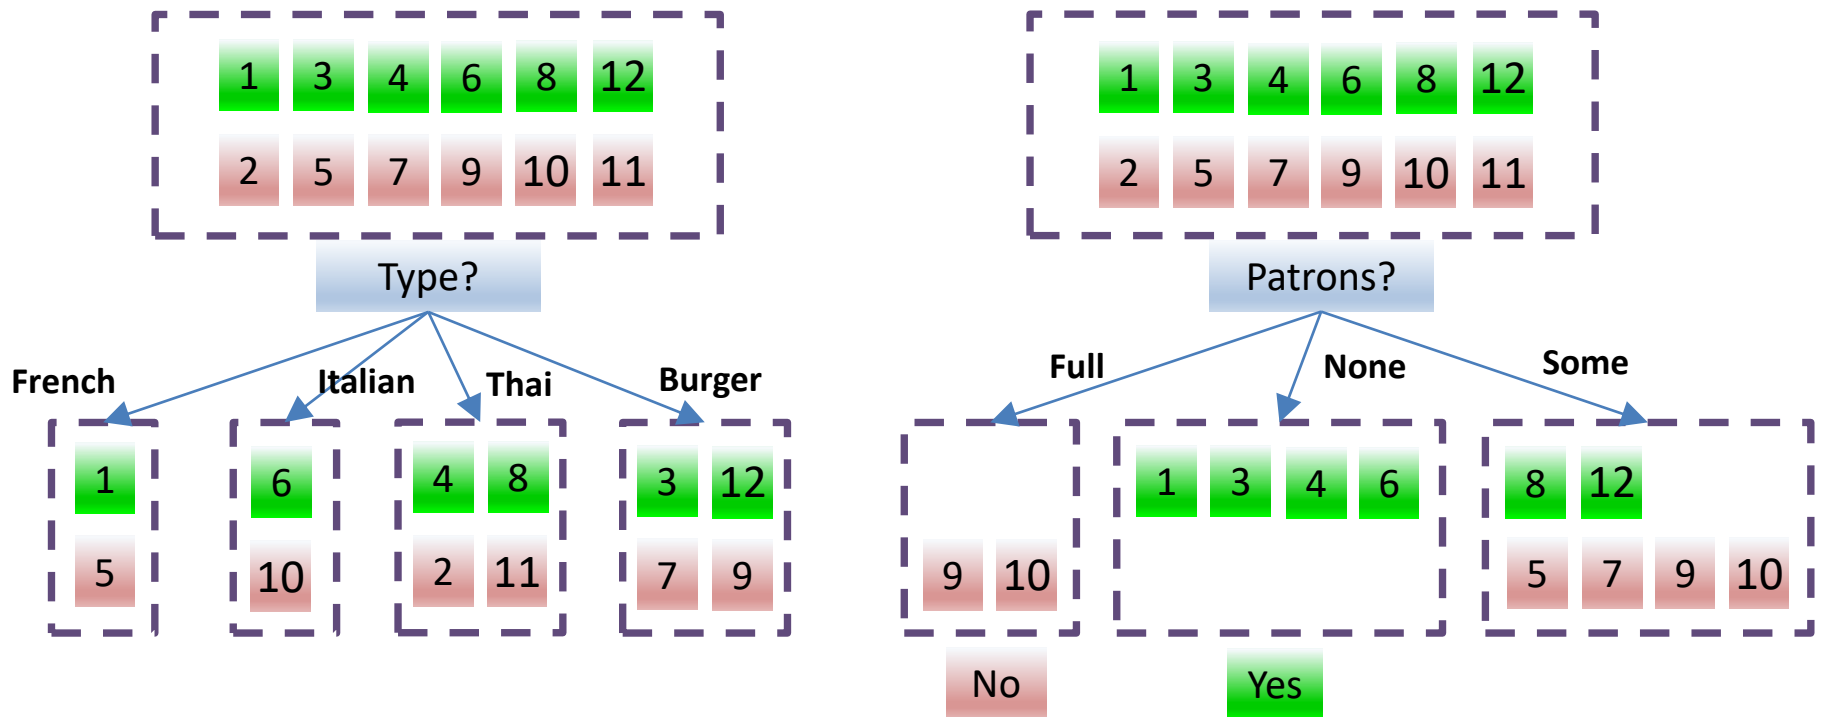 1 3 4 6 8 12
2 5 7 9 10 11
Type?
French Italian Thai Burger
1 6 4 8 3 12
5 10 2 11 7 9
1 3 4 6 8 12
2 5 7 9 10 11
Patrons?
Full None Some
1 3 4 6 8 12
9 10 5 7 9 10
No Yes